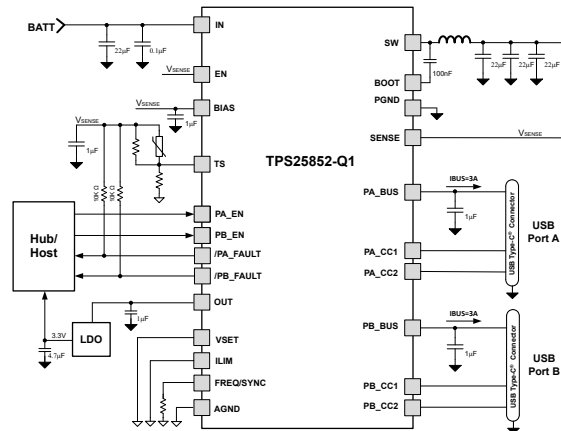 BATT
IN
22µF
0.1µF
VSENSE
EN
VSENSE
BIAS
1µF
VSENSE
1µF
TS
10K Ω
10K Ω
Hub/
Host
PA_EN
PB_EN
/PA_FAULT
/PB_FAULT
OUT
1µF
3.3V
LDO
4.7µF
VSET
ILIM
FREQ/SYNC
AGND
TPS25852-Q1
SW
22µF
22µF
22µF
BOOT
100nF
PGND
SENSE
VSENSE
PA_BUS
IBUS=3A
1µF
PA_CC1
PA_CC2
USB Type-C® Connector
USB
Port A
PB_BUS
IBUS=3A
1µF
PB_CC1
PB_CC2
USB Type-C® Connector
USB
Port B